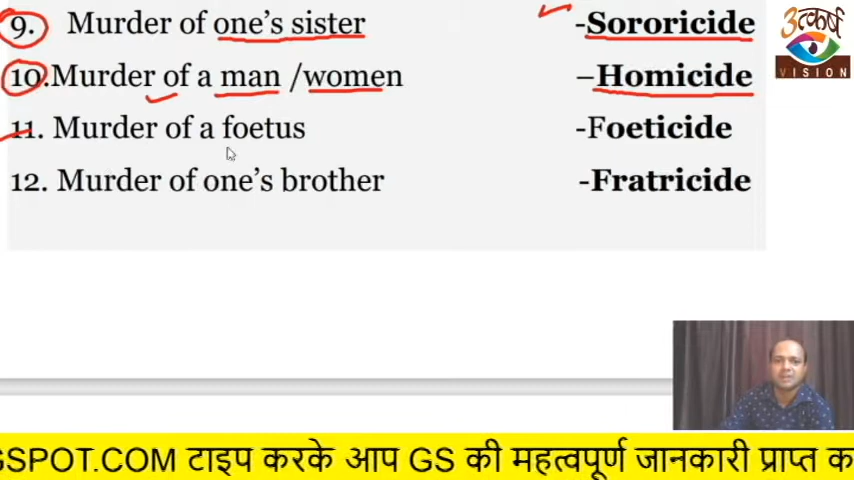 9. Murder of one's sister -Sororicide
10.Murder of a man /women –Homicide
11. Murder of a foetus -Foeticide
12. Murder of one's brother -Fratricide
उत्कर्ष
VISION
GSPOT.COM टाइप करके आप GS की महत्वपूर्ण जानकारी प्राप्त क